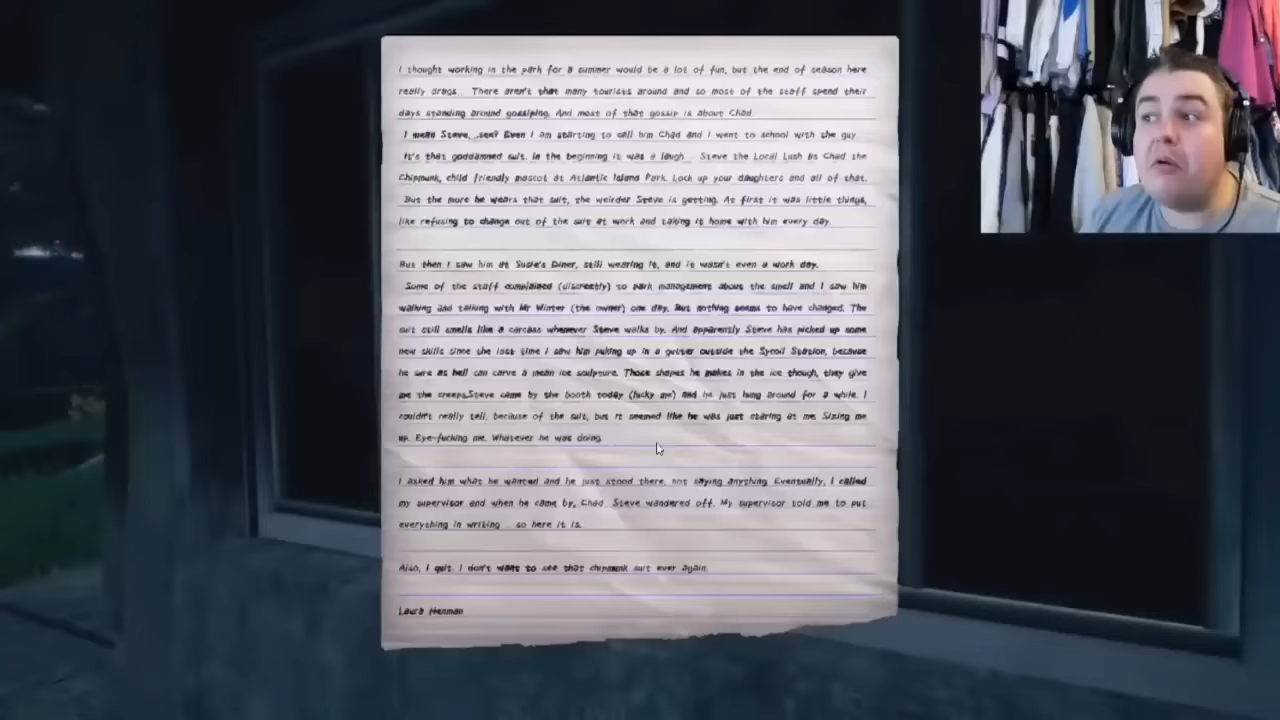 I thought working in the park for a summer would be a lot of fun, but the end of season here
really drags... There aren't that many tourists around and so most of the staff spend their
days standing around gossiping. And most of that gossip is about Chad.
I mean Steve, ..see? Even I am starting to call him Chad and I went to school with the guy.
It's that goddamned suit. In the beginning it was a laugh... Steve the Local Lush as Chad the
Chipmunk, child friendly mascot at Atlantic Island Park. Lock up your daughters and all of that.
But the more he wears that suit, the weirder Steve is getting. At first it was little things,
like refusing to change out of the suit at work and taking it home with him every day.
But then I saw him at Susie's Diner, still wearing it, and it wasn't even a work day.
Some of the staff complained (discreetly) to park management about the smell and I saw him
walking and talking with Mr Winter (the owner) one day. But nothing seems to have changed. The
suit still smells like a carcass whenever Steve walks by. And apparently Steve has picked up some
new skills since the last time I saw him puking up in a gutter outside the Synoil Station, because
he sure as hell can carve a mean ice sculpture. Those shapes he makes in the ice though, they give
me the creeps.Steve came by the booth today (lucky me) and he just hung around for a while. I
couldn't really tell, because of the suit, but it seemed like he was just staring at me. Sizing me
up. Eye-fucking me. Whatever he was doing.
I asked him what he wanted and he just stood there, not saying anything. Eventually, I called
my supervisor and when he came by, Chad.. Steve wandered off. My supervisor told me to put
everything in writing... so here it is.
Also, I quit. I don't want to see that chipmunk suit ever again.
Laura Henman